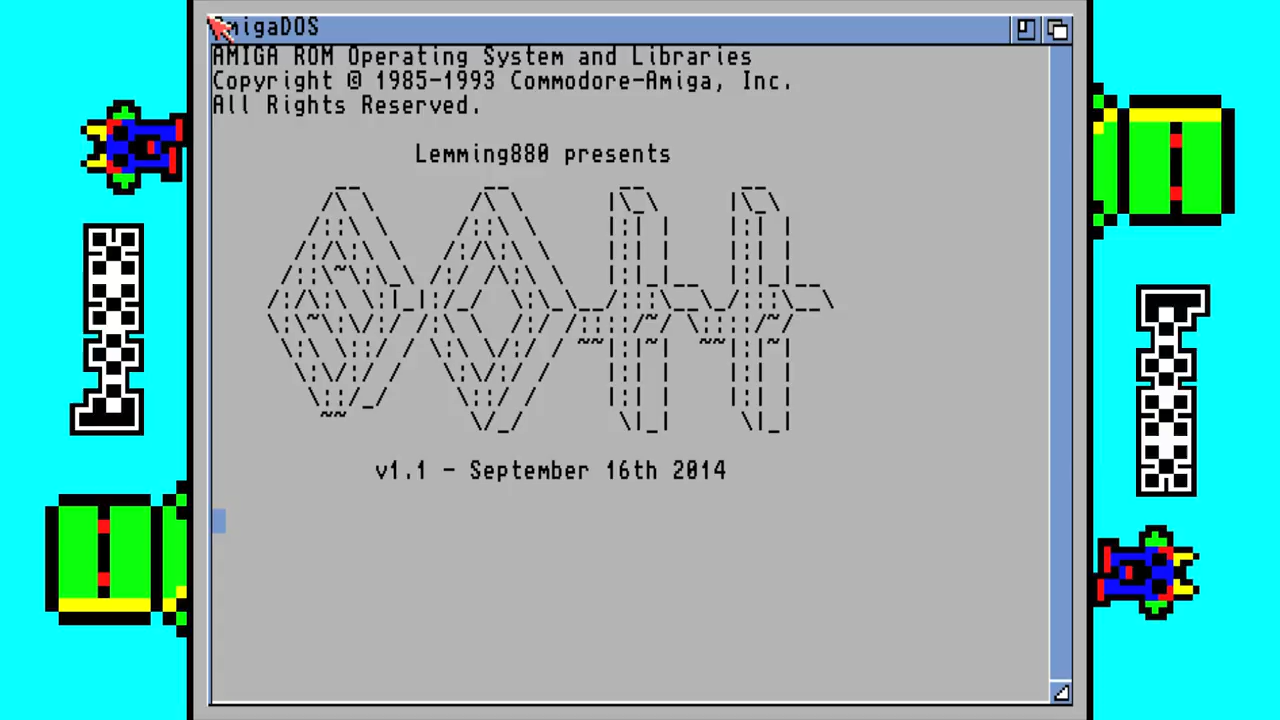 AmigaDOS
AMIGA ROM Operating System and Libraries
Copyright © 1985-1993 Commodore-Amiga, Inc.
All Rights Reserved.
Lemming880 presents
v1.1 - September 16th 2014